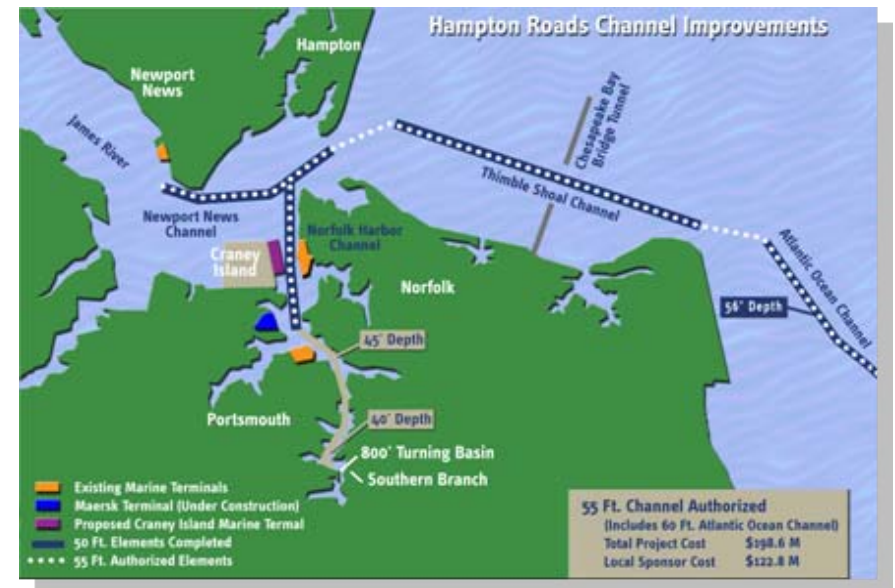 Hampton Roads Channel Improvements
Hampton
Newport
News
James River
Chesapeake Bay
Bridge Tunnel
Thimble Shoal Channel
Newport News
Channel
Norfolk Harbor
Channel
Craney
Island
Norfolk
Atlantic Ocean Channel
56' Depth
45' Depth
Portsmouth
40' Depth
800' Turning Basin
Southern Branch
Existing Marine Terminals
Maersk Terminal (Under Construction)
Proposed Craney Island Marine Termal
50 Ft. Elements Completed
55 Ft. Authorized Elements
55 Ft. Channel Authorized
(Includes 60 Ft. Atlantic Ocean Channel)
Total Project Cost $198.6 M
Local Sponsor Cost $122.8 M